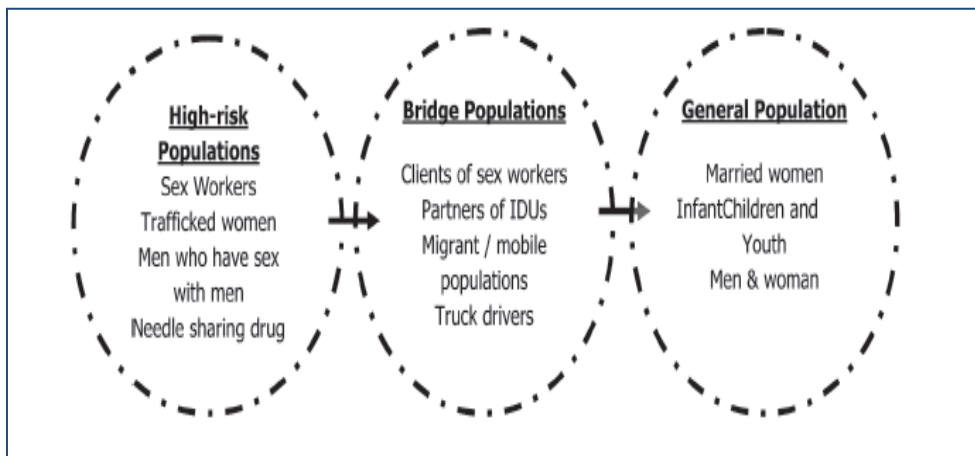 High-risk
Populations
Sex Workers
Trafficked women
Men who have sex
with men
Needle sharing drug
Bridge Populations
Clients of sex workers
Partners of IDUs
Migrant / mobile
populations
Truck drivers
General Population
Married women
InfantChildren and
Youth
Men & woman